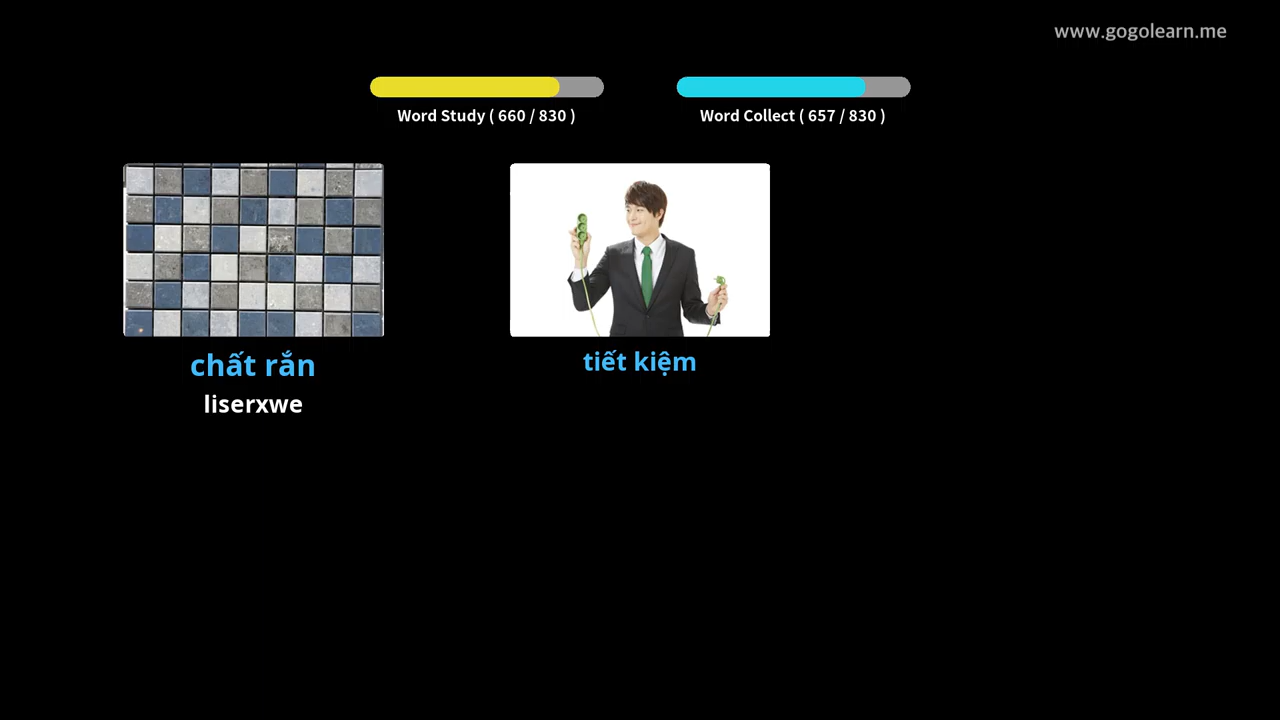 www.gogolearn.me
Word Study ( 660 / 830 )
Word Collect ( 657 / 830 )
chất rắn
liserxwe
tiết kiệm